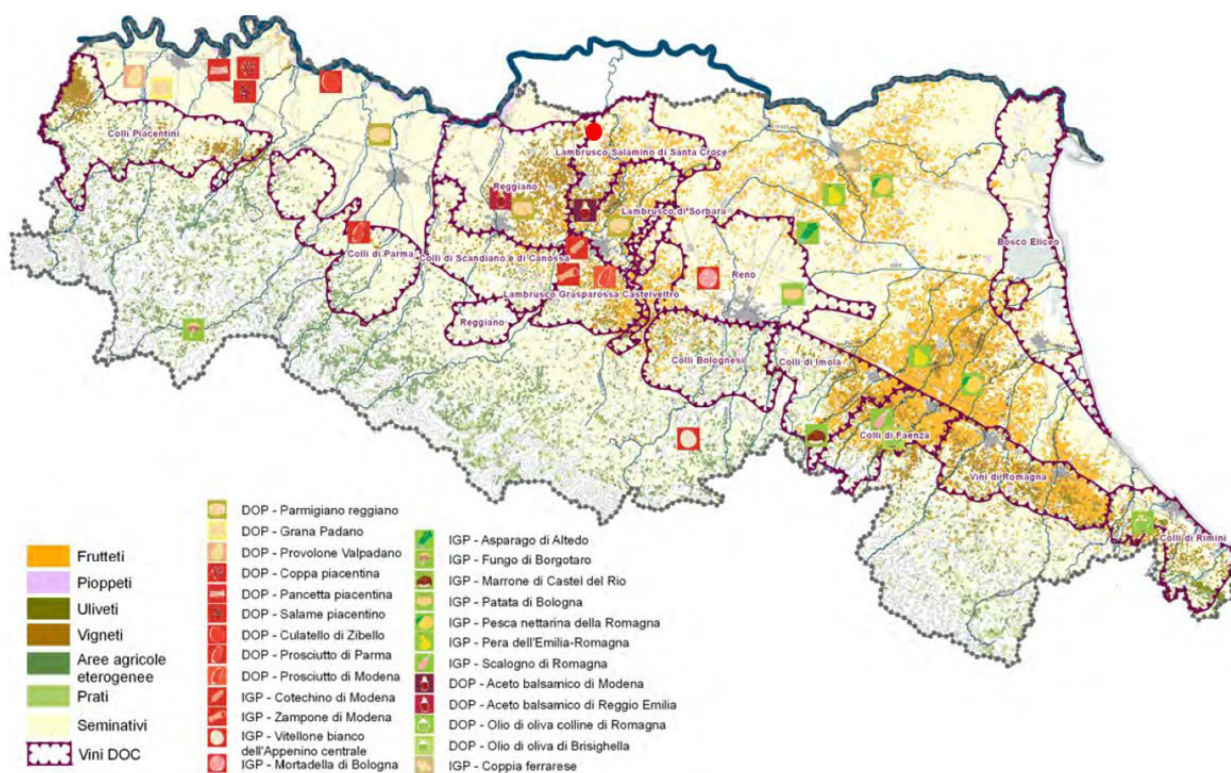 Colli Piacentini
Lambrusco Salamino di Santa Croce
Reggiano
Lambrusco di Sorbara
Bosco Eliceo
Colli di Parma
Colli di Scandiano e di Canossa
Reno
Lambrusco Grasparossa Castelvetro
Reggiano
Colli Bolognesi
Colli di Imola
Colli di Faenza
Vini di Romagna
Colli di Rimini
Frutteti
Pioppeti
Uliveti
Vigneti
Aree agricole
eterogenee
Prati
Seminativi
Vini DOC
DOP - Parmigiano reggiano
DOP - Grana Padano
DOP - Provolone Valpadano
DOP - Coppa piacentina
DOP - Pancetta piacentina
DOP - Salame piacentino
DOP - Culatello di Zibello
DOP - Prosciutto di Parma
DOP - Prosciutto di Modena
IGP - Cotechino di Modena
IGP - Zampone di Modena
IGP - Vitellone bianco
dell'Appenino centrale
IGP - Mortadella di Bologna
IGP - Asparago di Altedo
IGP - Fungo di Borgotaro
IGP - Marrone di Castel del Rio
IGP - Patata di Bologna
IGP - Pesca nettarina della Romagna
IGP - Pera dell'Emilia-Romagna
IGP - Scalogno di Romagna
DOP - Aceto balsamico di Modena
DOP - Aceto balsamico di Reggio Emilia
DOP - Olio di oliva colline di Romagna
DOP - Olio di oliva di Brisighella
IGP - Coppia ferrarese